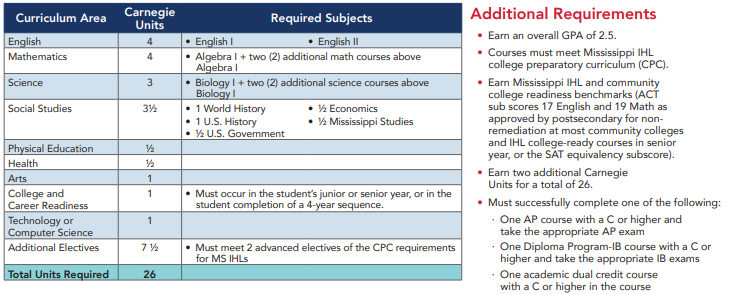 Curriculum Area Carnegie Units Required Subjects
English 4 • English I • English II
Mathematics 4 • Algebra I + two (2) additional math courses above
Algebra I
Science 3 • Biology I + two (2) additional science courses above
Biology I
Social Studies 3½ • 1 World History • ½ Economics
• 1 U.S. History • ½ Mississippi Studies
• ½ U.S. Government
Physical Education ½
Health ½
Arts 1
College and
Career Readiness 1 • Must occur in the student's junior or senior year, or in the
student completion of a 4-year sequence.
Technology or
Computer Science 1
Additional Electives 7 ½ • Must meet 2 advanced electives of the CPC requirements
for MS IHLs
Total Units Required 26
Additional Requirements
• Earn an overall GPA of 2.5.
• Courses must meet Mississippi IHL
college preparatory curriculum (CPC).
• Earn Mississippi IHL and community
college readiness benchmarks (ACT
sub scores 17 English and 19 Math as
approved by postsecondary for non-
remediation at most community colleges
and IHL college-ready courses in senior
year, or the SAT equivalency subscore).
• Earn two additional Carnegie
Units for a total of 26.
• Must successfully complete one of the following:
· One AP course with a C or higher and
take the appropriate AP exam
· One Diploma Program-IB course with a C or
higher and take the appropriate IB exams
· One academic dual credit course
with a C or higher in the course